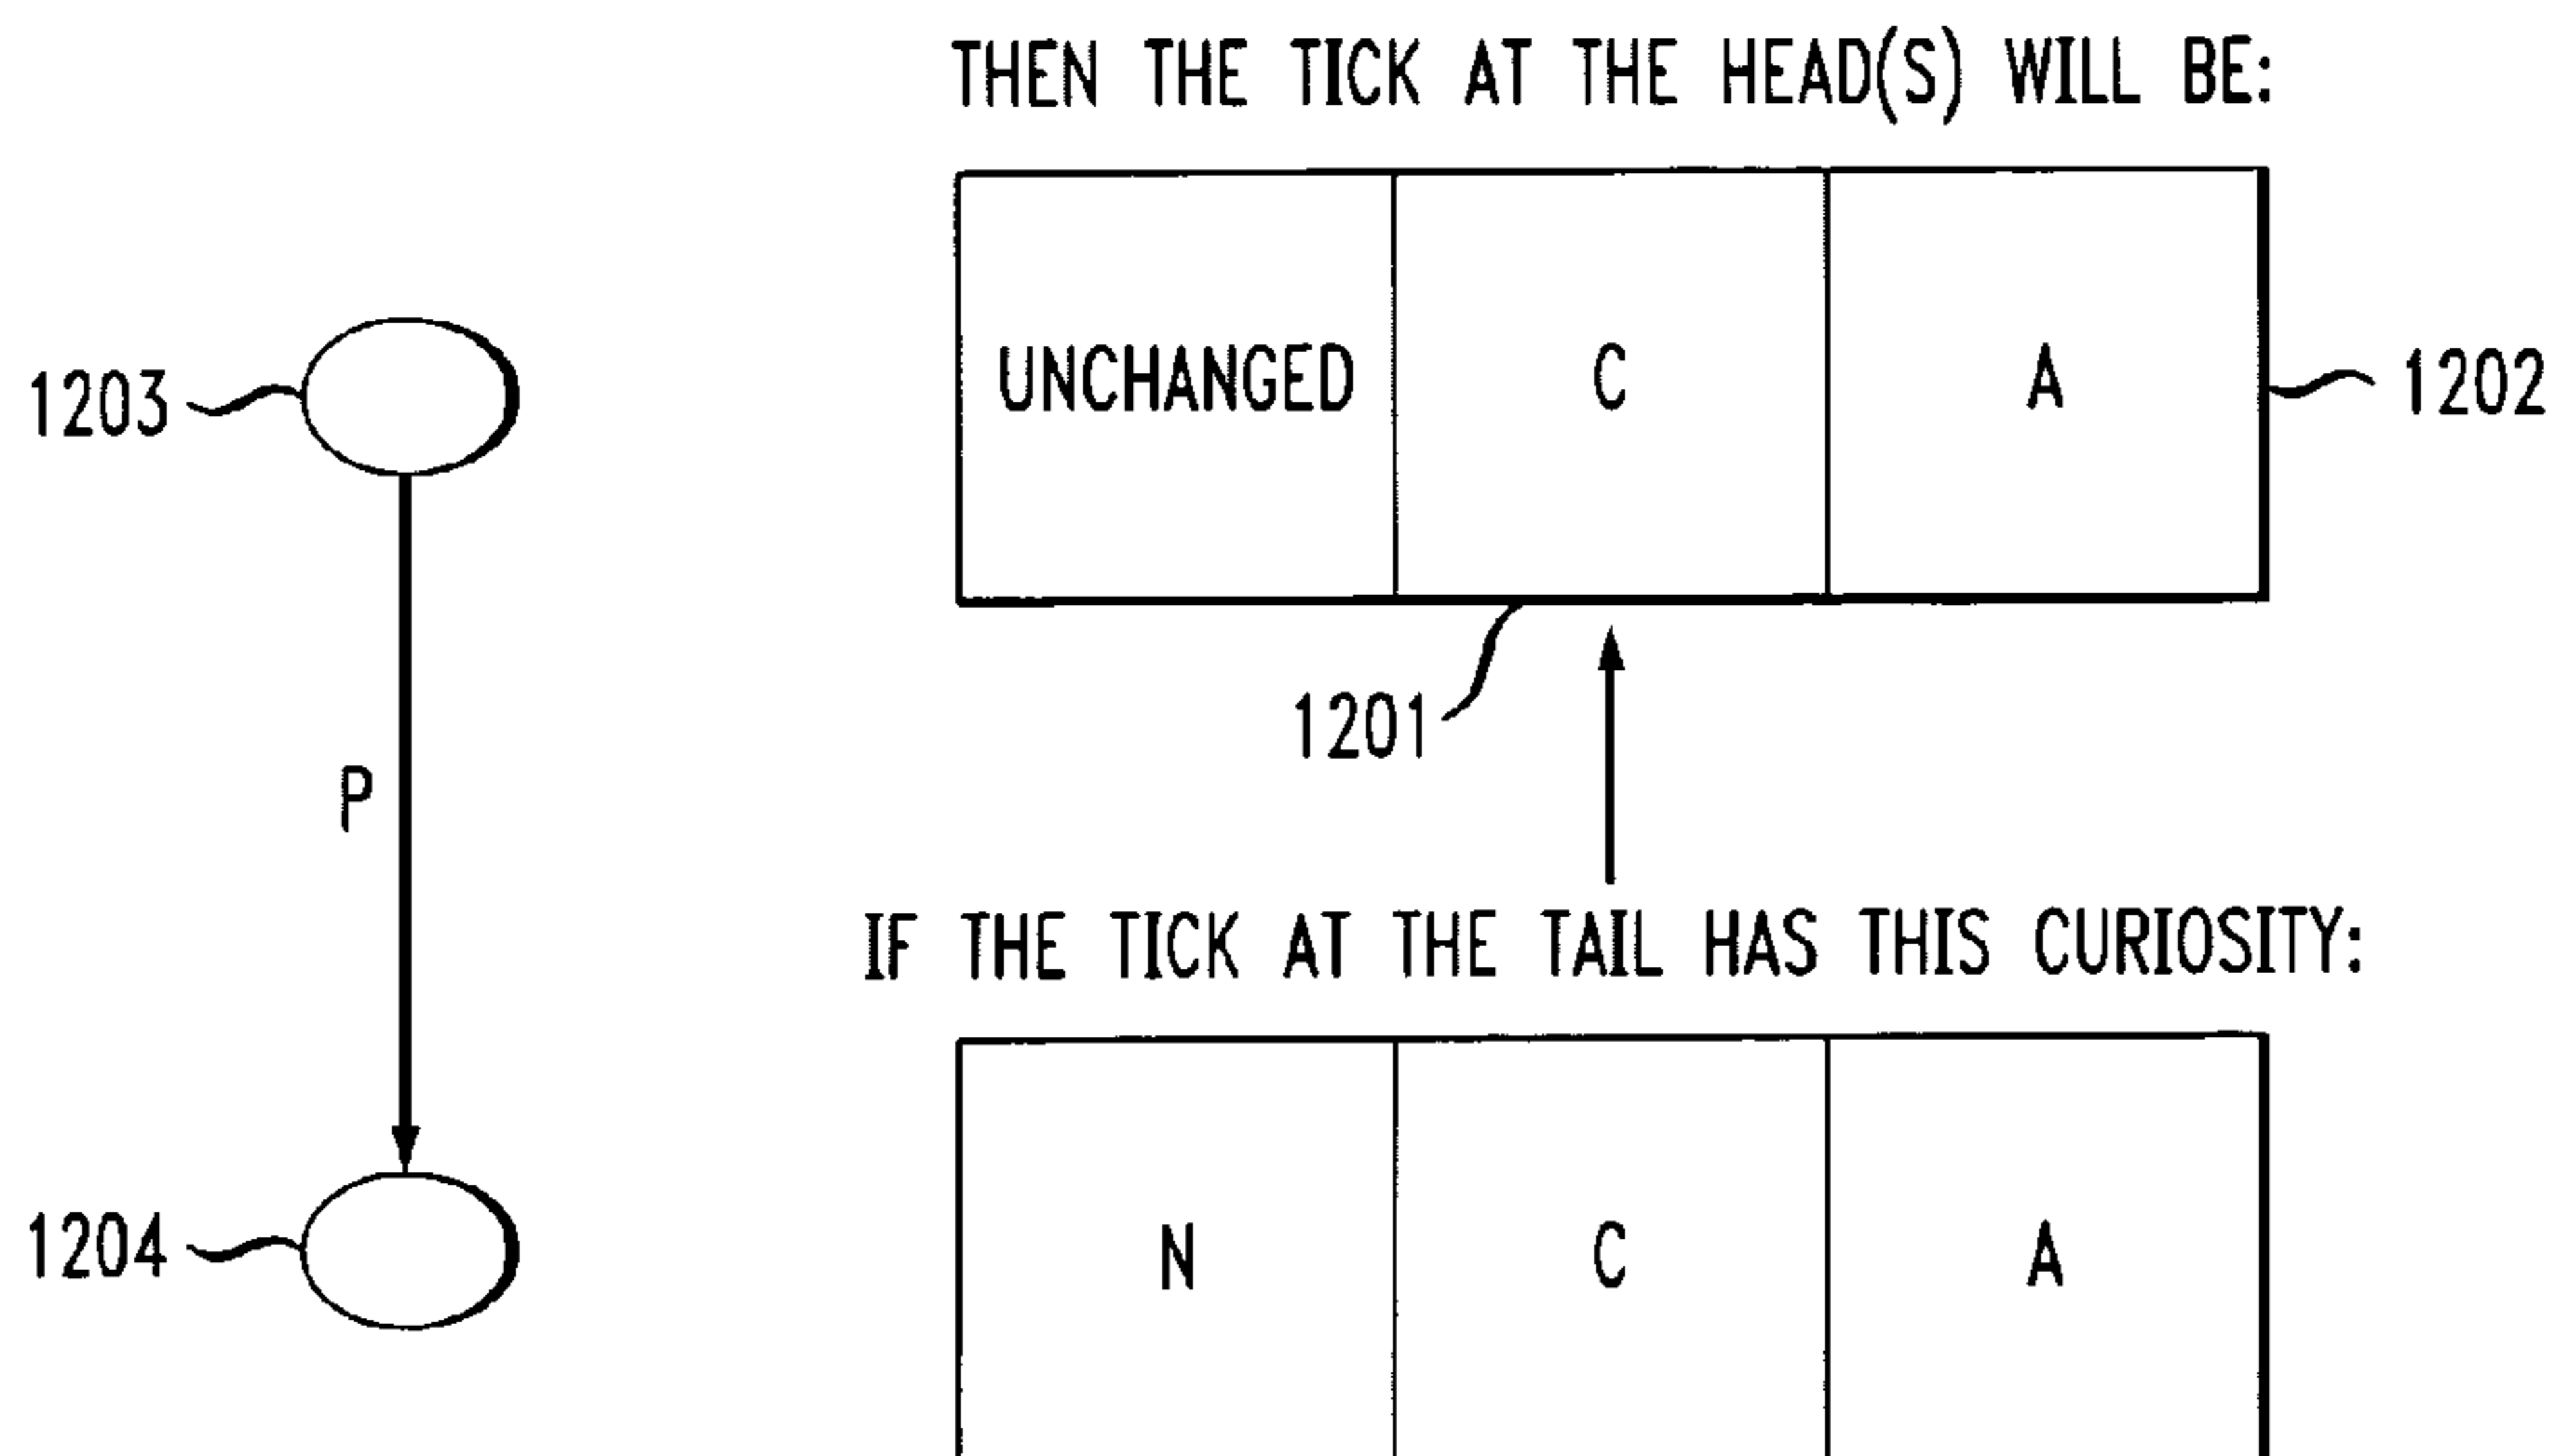 THEN THE TICK AT THE HEAD(S) WILL BE:
UNCHANGED C A
1202
1203
1201
P
IF THE TICK AT THE TAIL HAS THIS CURIOSITY:
1204
N C A